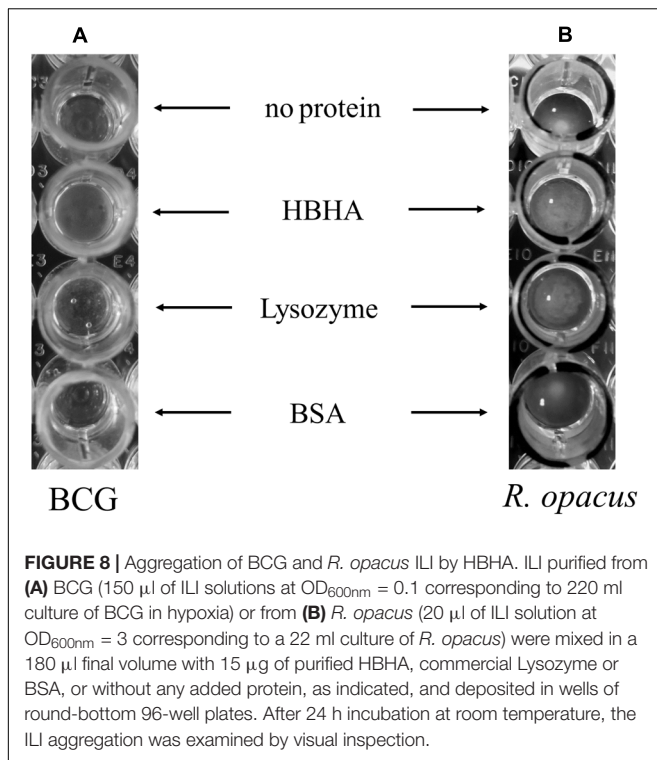 A
B
no protein
HBHA
Lysozyme
BSA
BCG
R. opacus
E4
E10
FIGURE 8 | Aggregation of BCG and R. opacus ILI by HBHA. ILI purified from
(A) BCG (150 μl of ILI solutions at OD600nm = 0.1 corresponding to 220 ml
culture of BCG in hypoxia) or from (B) R. opacus (20 μl of ILI solution at
OD600nm = 3 corresponding to a 22 ml culture of R. opacus) were mixed in a
180 μl final volume with 15 μg of purified HBHA, commercial Lysozyme or
BSA, or without any added protein, as indicated, and deposited in wells of
round-bottom 96-well plates. After 24 h incubation at room temperature, the
ILI aggregation was examined by visual inspection.